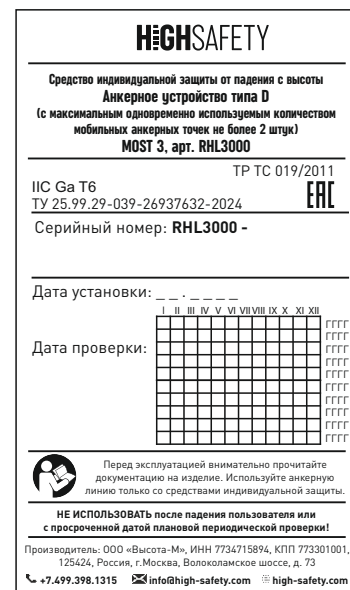 HIGHSAFETY
Средство индивидуальной защиты от падения с высоты
Анкерное устройство типа D
(с максимальным одновременно используемым количеством
мобильных анкерных точек не более 2 штук)
MOST 3, арт. RHL3000
ТР ТС 019/2011
IIC Ga T6
EAC
ТУ 25.99.29-039-26937632-2024
Серийный номер: RHL3000 -
Дата установки: _ _ . _ _ _ _
I II III IV V VI VII VIII IX X XI XII
ГГГГ
ГГГГ
Дата проверки:
ГГГГ
ГГГГ
ГГГГ
ГГГГ
ГГГГ
ГГГГ
ГГГГ
ГГГГ
Перед эксплуатацией внимательно прочитайте
документацию на изделие. Используйте анкерную
линию только со средствами индивидуальной защиты.
НЕ ИСПОЛЬЗОВАТЬ после падения пользователя или
с просроченной датой плановой периодической проверки!
Производитель: ООО «Высота-М», ИНН 7734715894, КПП 773301001,
125424, Россия, г.Москва, Волоколамское шоссе, д. 73
+7.499.398.1315 info@high-safety.com high-safety.com